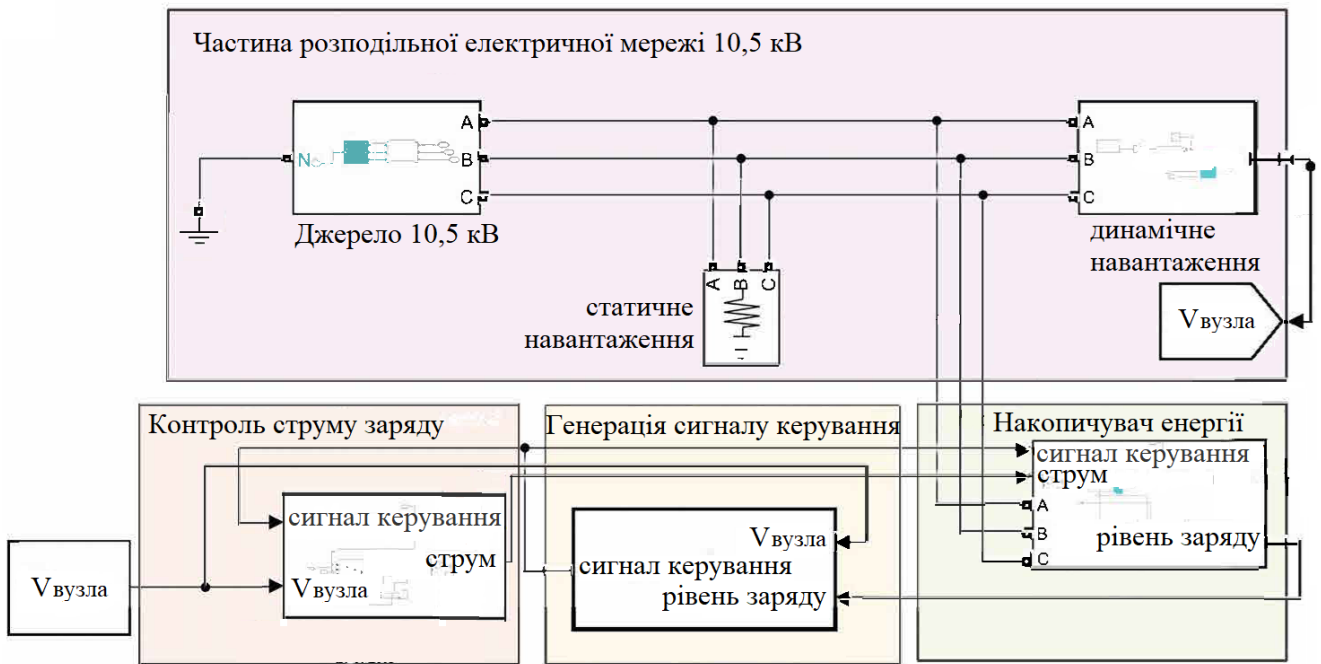 Частина розподільної електричної мережі 10,5 кВ
A
N
B
C
Джерело 10,5 кВ
A
B
C
динамічне
навантаження
A B C
статичне
навантаження
Vвузла
Контроль струму заряду
сигнал керування
струм
Vвузла
Vвузла
Генерація сигналу керування
Vвузла
сигнал керування
рівень заряду
Накопичувач енергії
сигнал керування
струм
A
B
рівень заряду
C